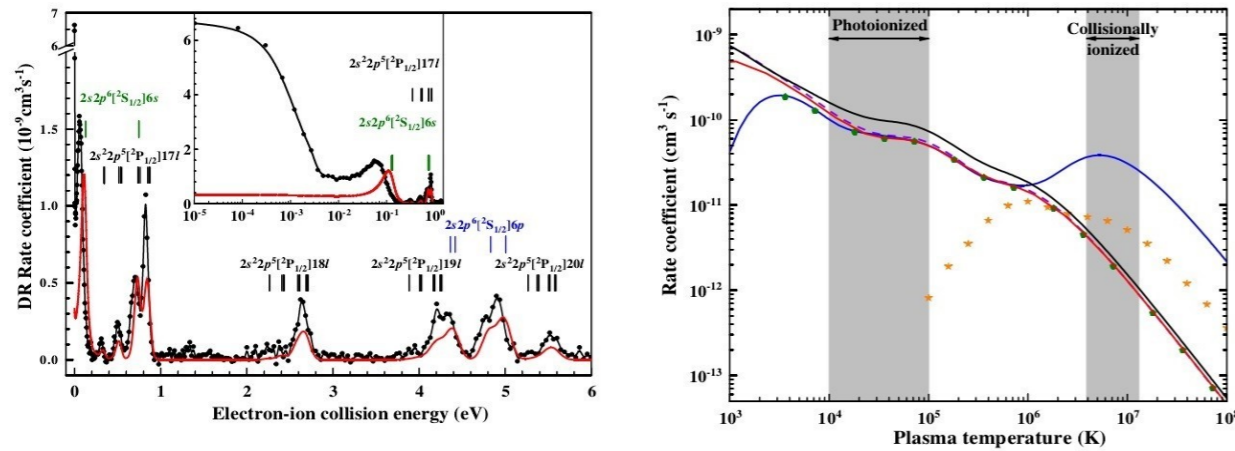 7
6
1.5
1.0
0.5
0.0
DR Rate coefficient (10⁻⁹cm³s⁻¹)
2s2p⁶[²S₁/₂]6s
2s²2p⁵[²P₁/₂]17l
6
4
2
0
2s²2p⁵[²P₁/₂]17l
2s2p⁶[²S₁/₂]6s
10⁻⁵ 10⁻⁴ 10⁻³ 10⁻² 10⁻¹ 10⁰
2s2p⁶[²S₁/₂]6p
2s²2p⁵[²P₁/₂]18l 2s²2p⁵[²P₁/₂]19l 2s²2p⁵[²P₁/₂]20l
0 1 2 3 4 5 6
Electron-ion collision energy (eV)
10⁻⁹
10⁻¹⁰
10⁻¹¹
10⁻¹²
10⁻¹³
Rate coefficient (cm³ s⁻¹)
Photoionized
Collisionally
ionized
10³ 10⁴ 10⁵ 10⁶ 10⁷ 10⁸
Plasma temperature (K)